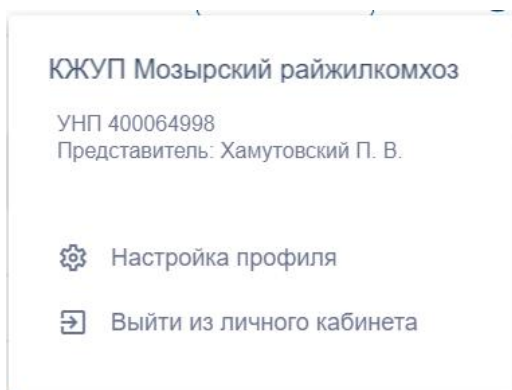 КЖУП Мозырский райжилкомхоз
УНП 400064998
Представитель: Хамутовский П. В.
Настройка профиля
Выйти из личного кабинета